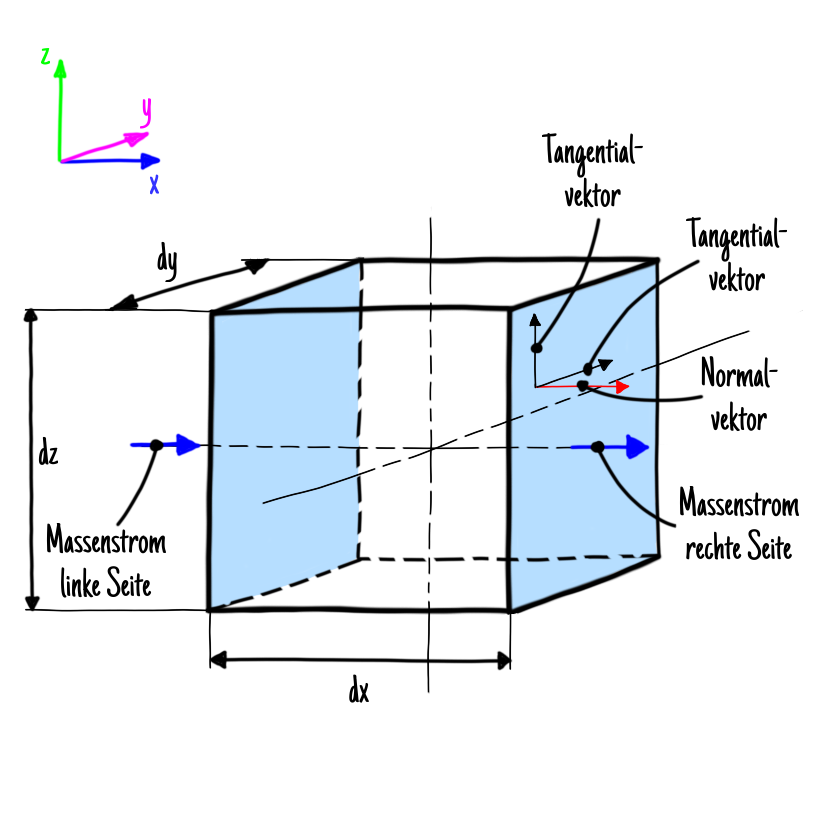 z
y
x
Tangential-
vektor
Tangential-
vektor
dy
Normal-
vektor
dz
Massenstrom
linke Seite
Massenstrom
rechte Seite
dx